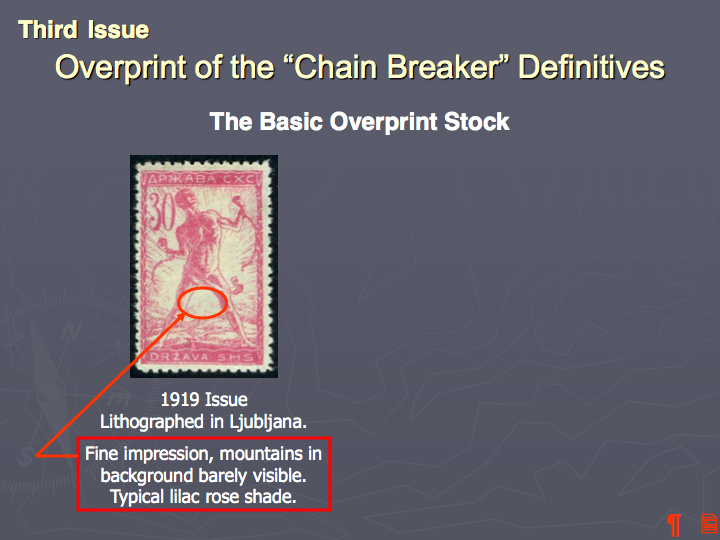 Third Issue
Overprint of the “Chain Breaker” Definitives
The Basic Overprint Stock
ДРЖАВА СХС
30
DRZAVA SHS
1919 Issue
Lithographed in Ljubljana.
Fine impression, mountains in
background barely visible.
Typical lilac rose shade.
N
E
S
¶